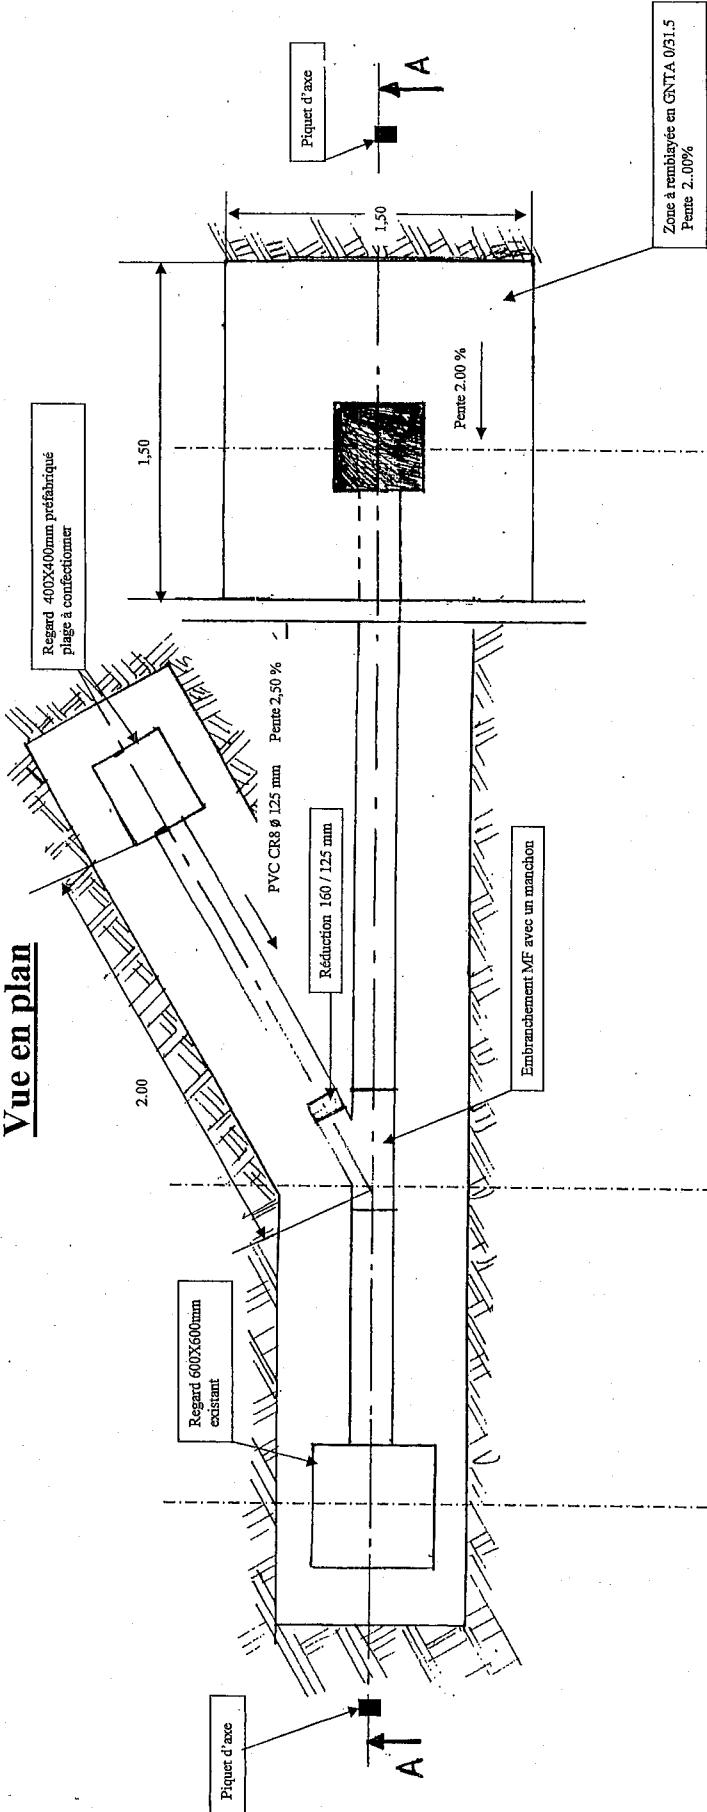 Vue en plan
Piquet d'axe
A
Regard 600X600mm
existant
2.00
Regard 400X400mm préfabriqué
plage à confectionner
PVC CR8 ø 125 mm Pente 2,50 %
Réduction 160 / 125 mm
Embranchement MF avec un manchon
1,50
Pente 2.00 %
1,50
Piquet d'axe
A
Zone à remblayée en GNTA 0/31.5
Pente 2..00%